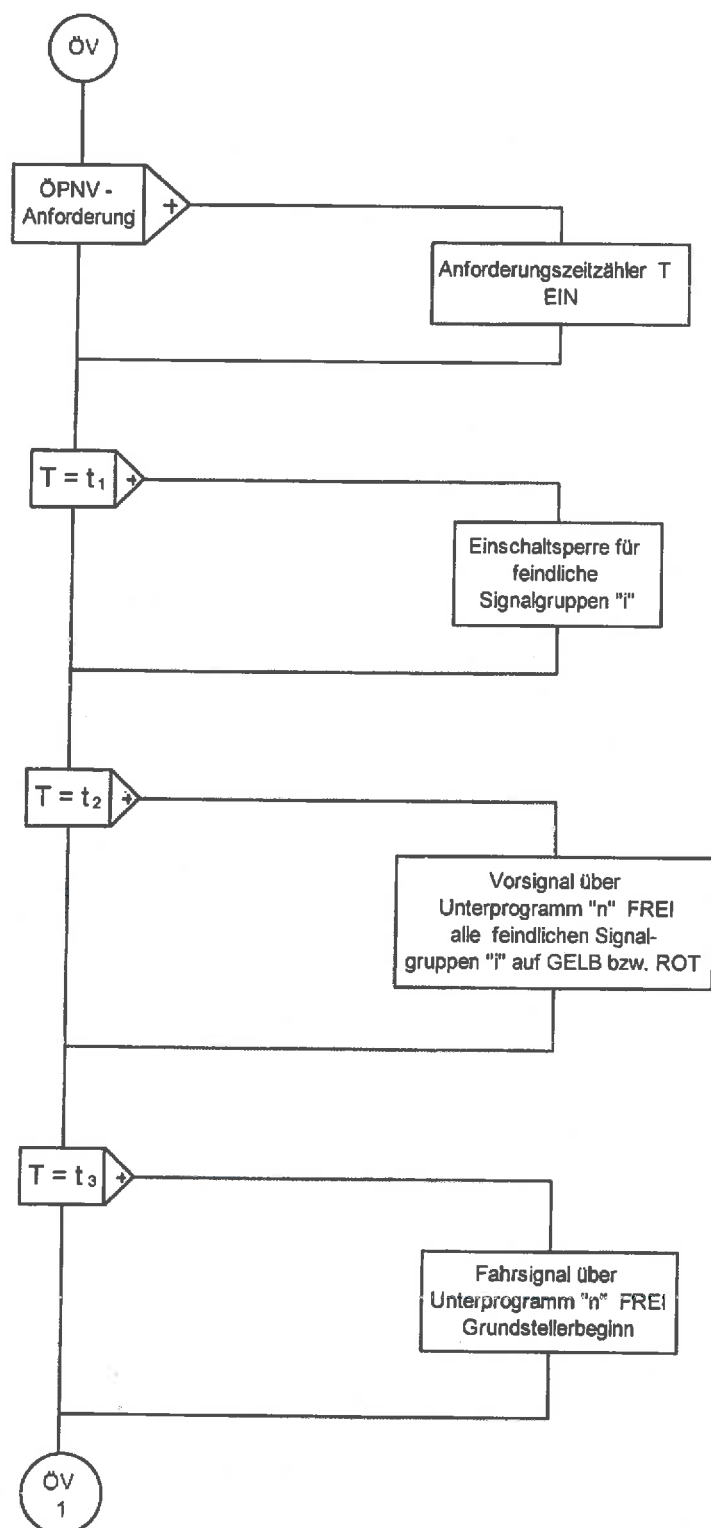 ÖV
ÖPNV -
Anforderung
+
Anforderungszeitzähler T
EIN
T = t₁
+
Einschaltsperre für
feindliche
Signalgruppen "i"
T = t₂
+
Vorsignal über
Unterprogramm "n" FREI
alle feindlichen Signal-
gruppen "i" auf GELB bzw. ROT
T = t₃
+
Fahrsignal über
Unterprogramm "n" FREI
Grundstellerbeginn
ÖV
1